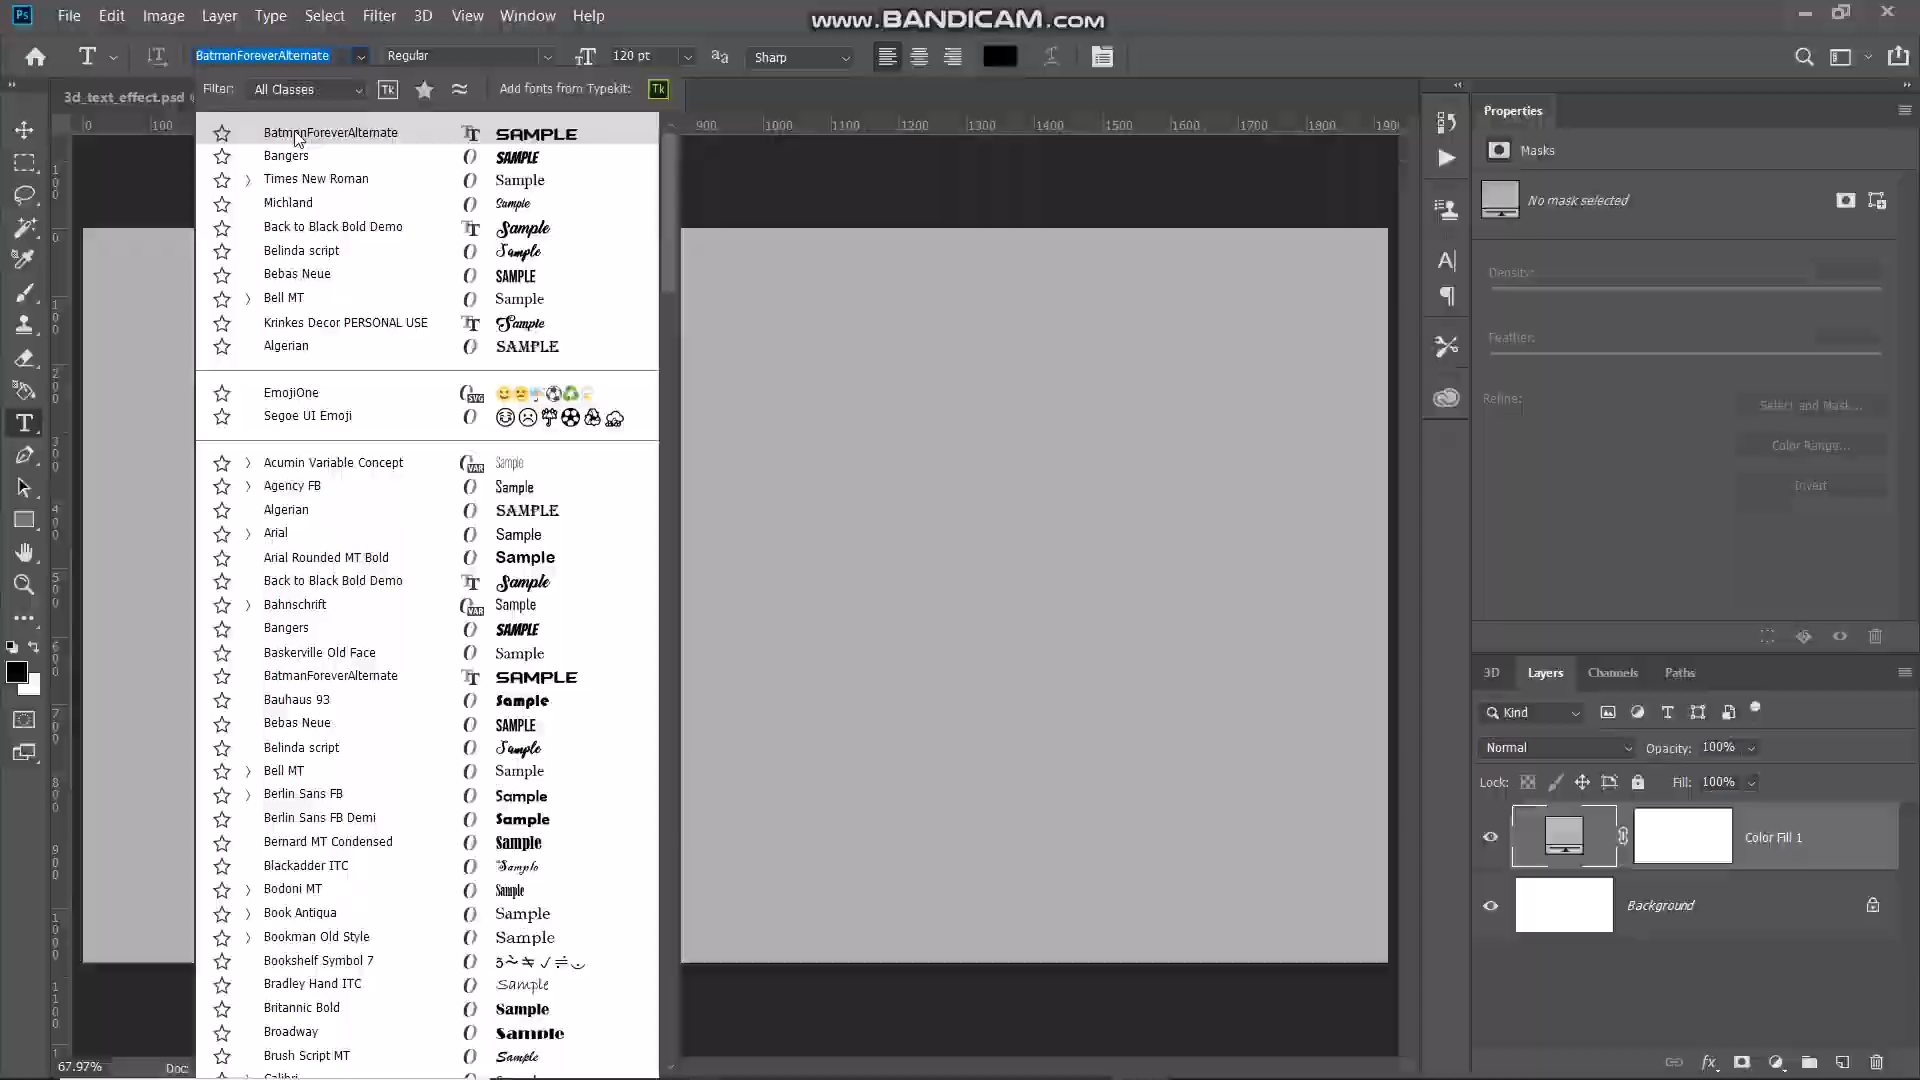 Ps File Edit Image Layer Type Select Filter 3D View Window Help
WWW.BANDICAM.COM
T BatmanForeverAlternate Regular 120 pt aa Sharp
Filter: All Classes Tk Add fonts from Typekit: Tk
3d_text_effect.psd
0 100 900 1000 1100 1200 1300 1400 1500 1600 1700 1800 1900
BatmanForeverAlternate SAMPLE
Bangers SAMPLE
Times New Roman Sample
Michland Sample
Back to Black Bold Demo Sample
Belinda script Sample
Bebas Neue SAMPLE
Bell MT Sample
Krinkes Decor PERSONAL USE Sample
Algerian SAMPLE
EmojiOne
Segoe UI Emoji
Acumin Variable Concept Sample
Agency FB Sample
Algerian SAMPLE
Arial Sample
Arial Rounded MT Bold Sample
Back to Black Bold Demo Sample
Bahnschrift Sample
Bangers SAMPLE
Baskerville Old Face Sample
BatmanForeverAlternate SAMPLE
Bauhaus 93 Sample
Bebas Neue SAMPLE
Belinda script Sample
Bell MT Sample
Berlin Sans FB Sample
Berlin Sans FB Demi Sample
Bernard MT Condensed Sample
Blackadder ITC Sample
Bodoni MT Sample
Book Antiqua Sample
Bookman Old Style Sample
Bookshelf Symbol 7
Bradley Hand ITC Sample
Britannic Bold Sample
Broadway Sample
Brush Script MT Sample
67.97% Doc:
Properties
Masks
No mask selected
Density:
Feather:
Refine:
Select and Mask...
Color Range...
Invert
3D Layers Channels Paths
Kind
Normal Opacity: 100%
Lock: Fill: 100%
Color Fill 1
Background